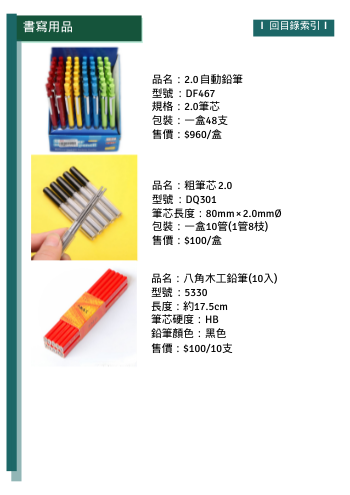 書寫用品
I 回目錄索引 I
品名：2.0自動鉛筆
型號：DF467
規格：2.0筆芯
包裝：一盒48支
售價：$960/盒
品名：粗筆芯2.0
型號：DQ301
筆芯長度：80mm×2.0mmØ
包裝：一盒10管(1管8枝)
售價：$100/盒
品名：八角木工鉛筆(10入)
型號：5330
長度：約17.5cm
筆芯硬度：HB
鉛筆顏色：黑色
售價：$100/10支